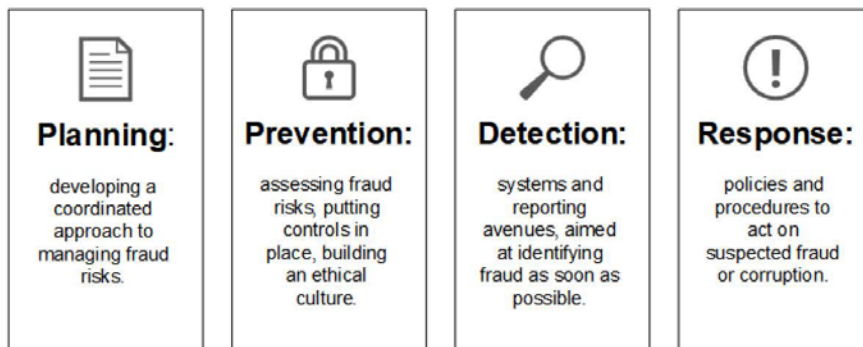 Planning:
developing a
coordinated
approach to
managing fraud
risks.
Prevention:
assessing fraud
risks, putting
controls in
place, building
an ethical
culture.
Detection:
systems and
reporting
avenues, aimed
at identifying
fraud as soon as
possible.
Response:
policies and
procedures to
act on
suspected fraud
or corruption.